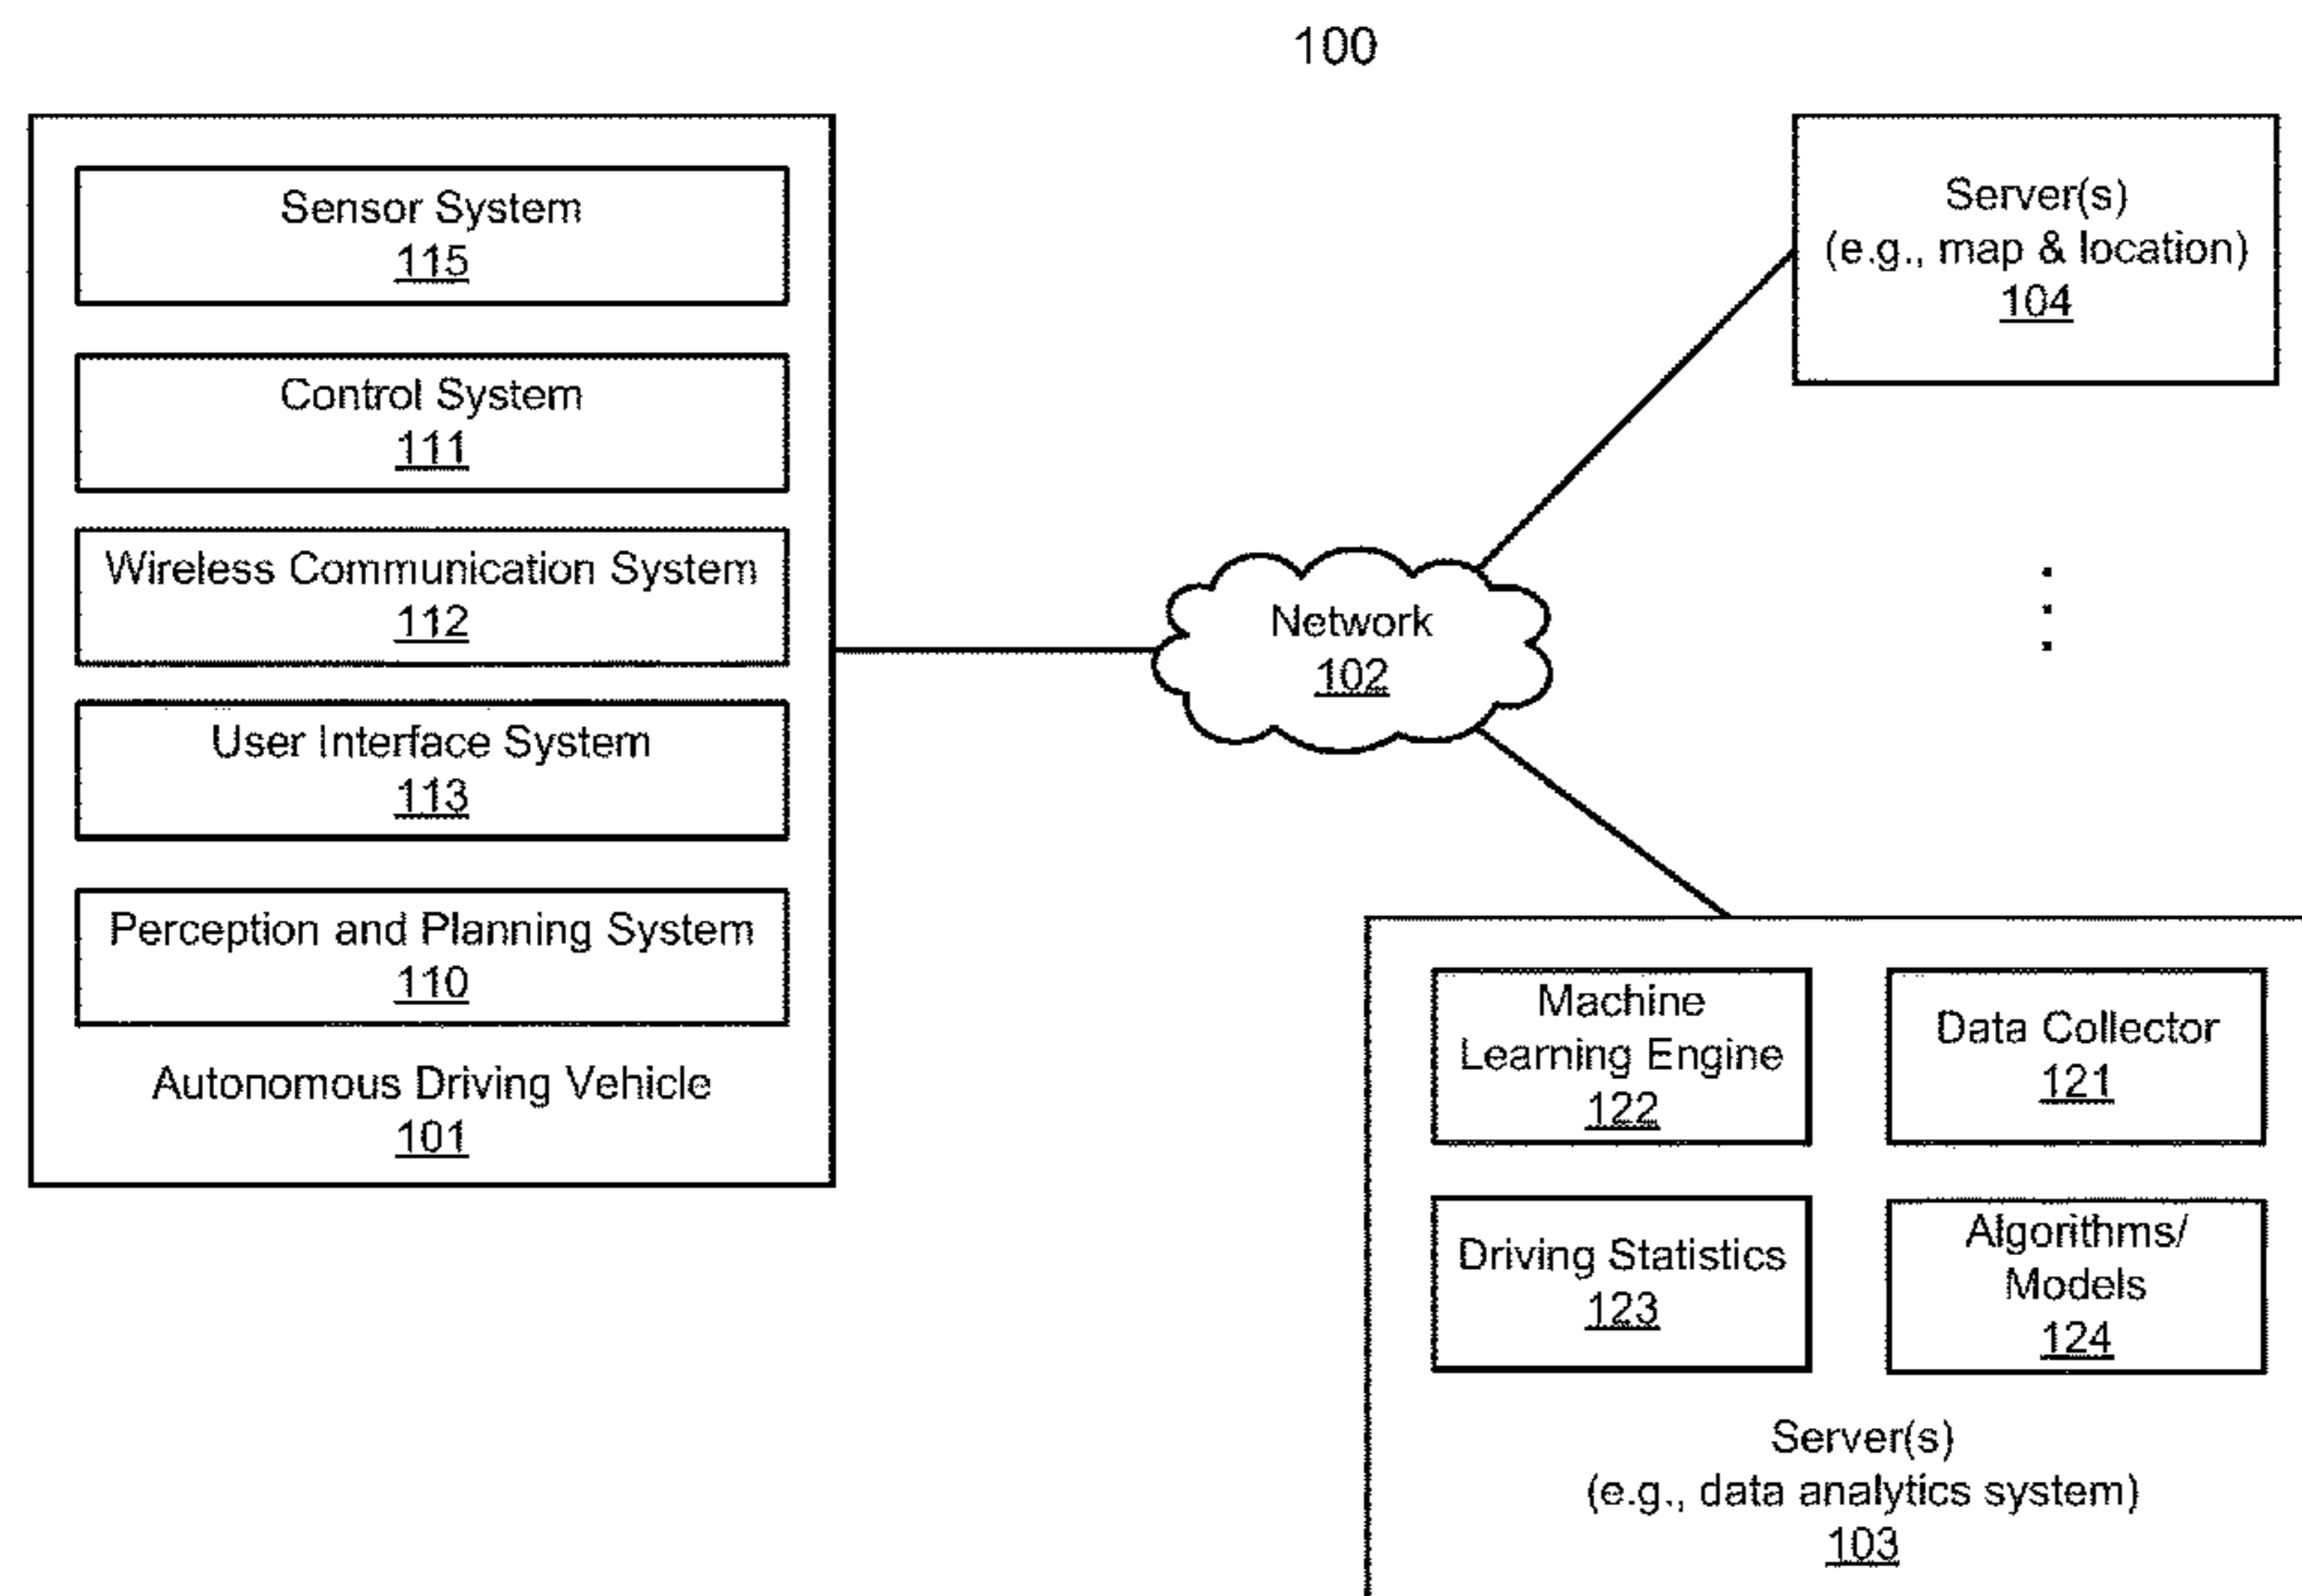 100
Sensor System
115
Control System
111
Wireless Communication System
112
User Interface System
113
Perception and Planning System
110
Autonomous Driving Vehicle
101
Network
102
Server(s)
(e.g., map & location)
104
Machine
Learning Engine
122
Data Collector
121
Driving Statistics
123
Algorithms/
Models
124
Server(s)
(e.g., data analytics system)
103